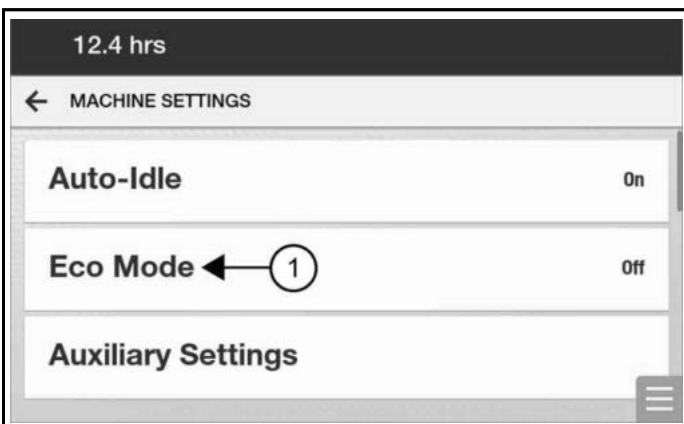 12.4 hrs
MACHINE SETTINGS
Auto-Idle On
Eco Mode 1 Off
Auxiliary Settings